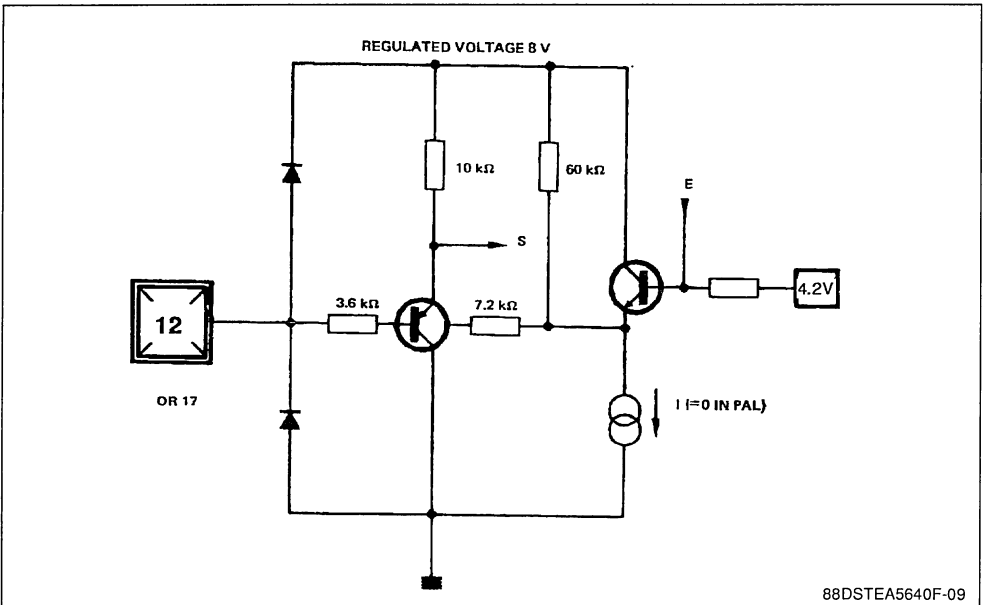 REGULATED VOLTAGE 8 V
10 kΩ
60 kΩ
E
S
4.2V
12
3.6 kΩ
7.2 kΩ
OR 17
I (=0 IN PAL)
88DSTEA5640F-09